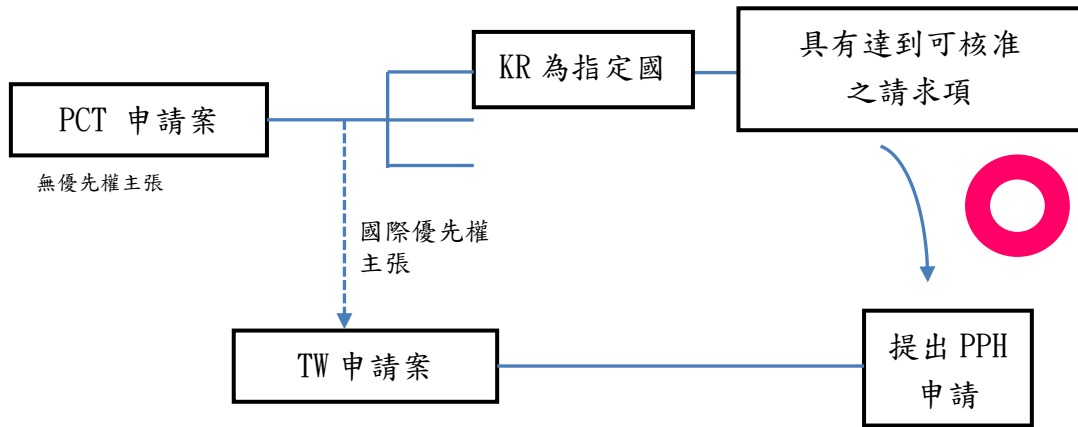 KR 為指定國
具有達到可核准
之請求項
PCT 申請案
無優先權主張
國際優先權
主張
TW 申請案
提出 PPH
申請